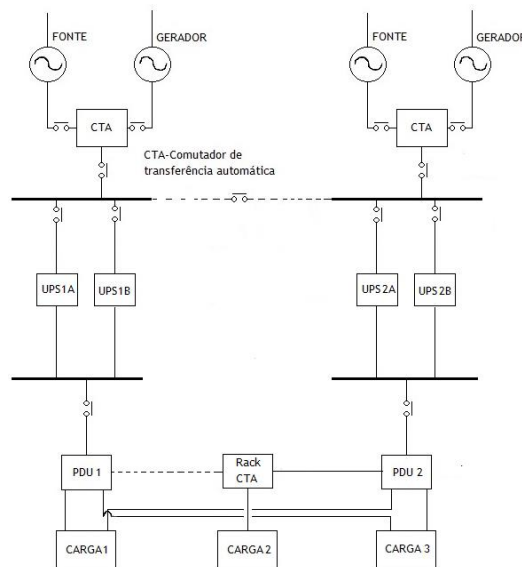 FONTE
GERADOR
FONTE
GERADOR
CTA
CTA
CTA-Comutador de
transferência automática
UPS1A
UPS1B
UPS2A
UPS2B
PDU 1
Rack
CTA
PDU 2
CARGA1
CARGA2
CARGA 3